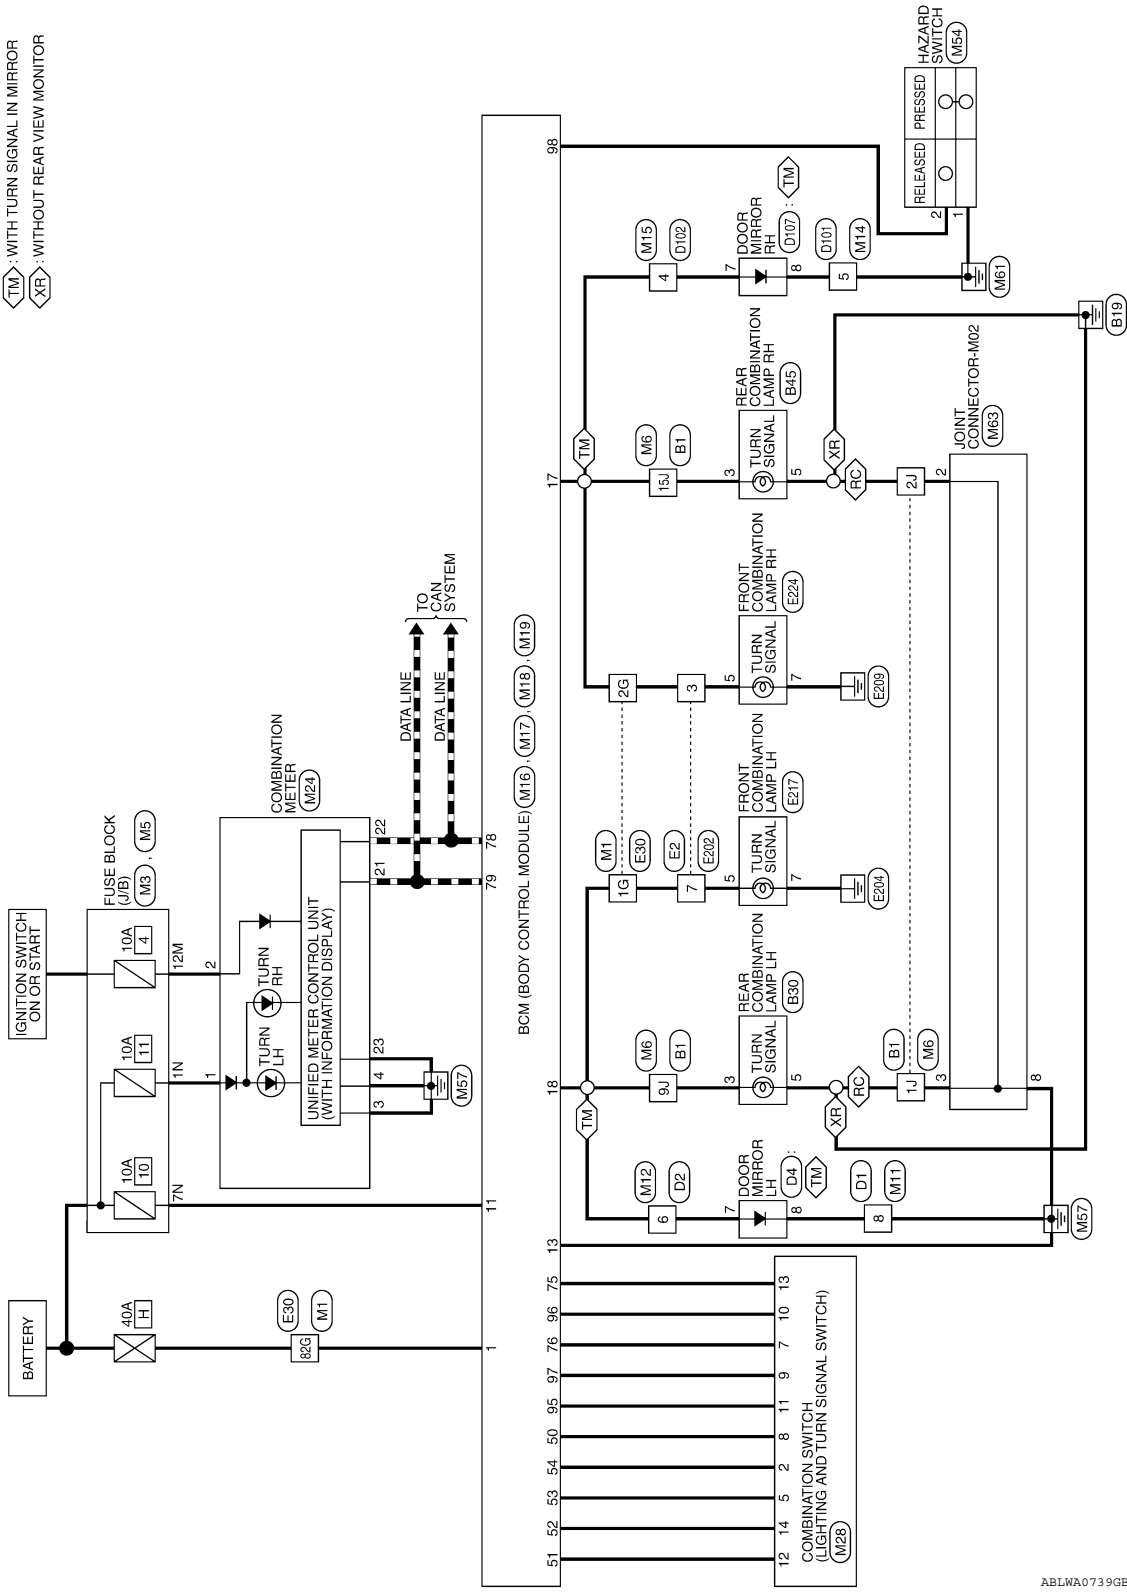 TM : WITH TURN SIGNAL IN MIRROR
XR : WITHOUT REAR VIEW MONITOR
BATTERY
IGNITION SWITCH
ON OR START
40A
H
10A
10
10A
11
10A
4
FUSE BLOCK
(J/B)
M3 , M5
7N
1N
12M
E30
82G
M1
1
2
COMBINATION
METER
M24
TURN
LH
TURN
RH
UNIFIED METER CONTROL UNIT
(WITH INFORMATION DISPLAY)
3
4
23
21
22
M57
DATA LINE
DATA LINE
TO
CAN
SYSTEM
1
11
79
78
BCM (BODY CONTROL MODULE) M16 , M17 , M18 , M19
51
52
53
54
50
95
97
76
96
75
13
18
17
98
12
14
5
2
8
11
9
7
10
13
COMBINATION SWITCH
(LIGHTING AND TURN SIGNAL SWITCH)
M28
TM
TM
M12
6
D2
M6
9J
B1
M1
1G
E30
E2
7
E202
2G
3
M6
15J
B1
M15
4
D102
7
DOOR
MIRROR
LH
D4 :
TM
8
D1
8
M11
3
REAR
COMBINATION
LAMP LH
B30
TURN
SIGNAL
5
5
FRONT
COMBINATION
LAMP LH
E217
TURN
SIGNAL
7
E204
5
FRONT
COMBINATION
LAMP RH
E224
TURN
SIGNAL
7
E209
3
REAR
COMBINATION
LAMP RH
B45
TURN
SIGNAL
5
7
DOOR
MIRROR
RH
D107 :
TM
8
D101
5
M14
XR
RC
B1
1J
M6
XR
RC
2J
3
2
8
JOINT
CONNECTOR-M02
M63
M57
B19
M61
RELEASED
PRESSED
HAZARD
SWITCH
M54
2
1
ABLWA0739GB